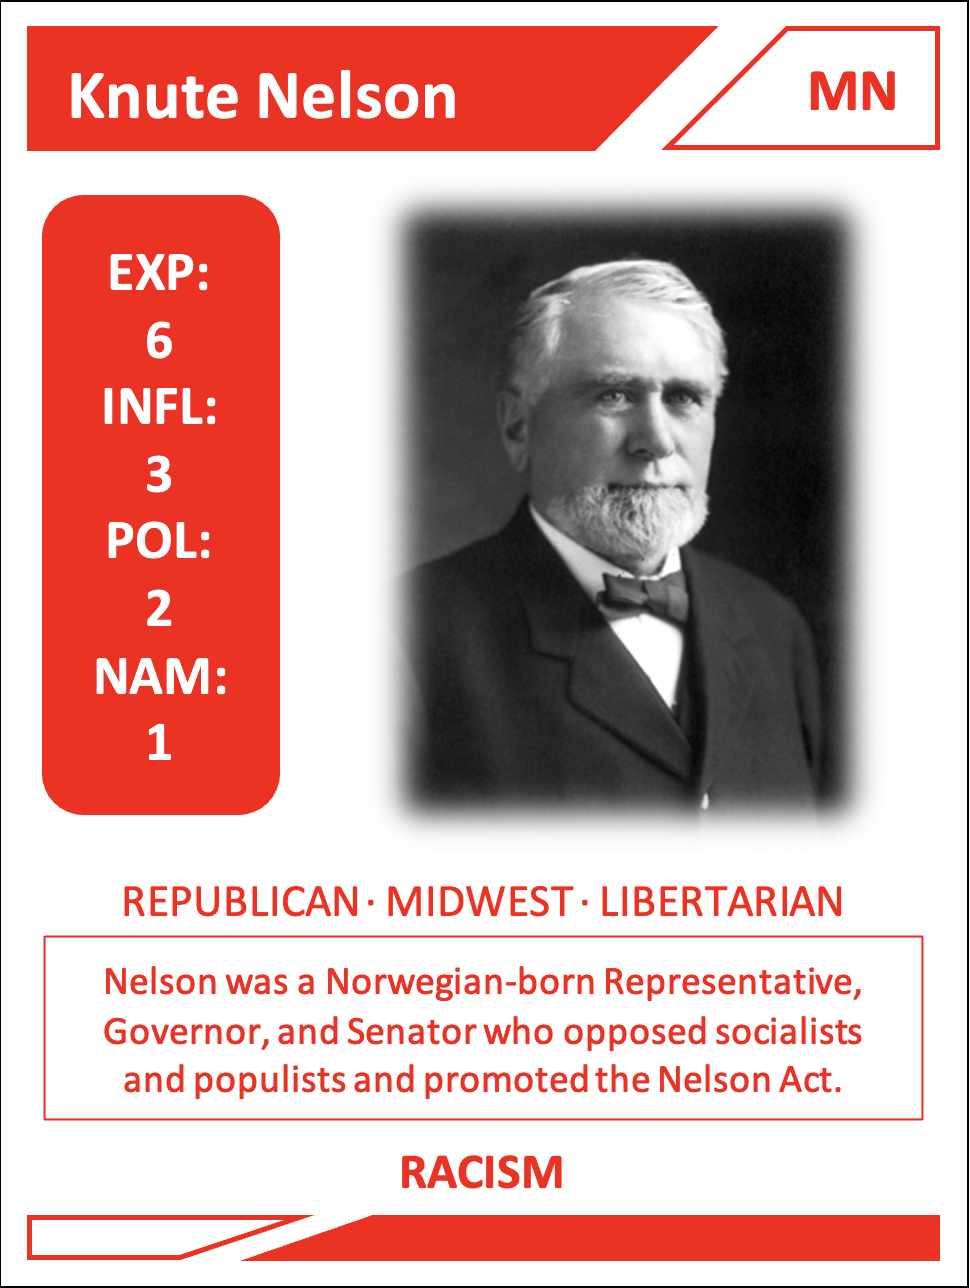 Knute Nelson
MN
EXP:
6
INFL:
3
POL:
2
NAM:
1
REPUBLICAN · MIDWEST · LIBERTARIAN
Nelson was a Norwegian-born Representative,
Governor, and Senator who opposed socialists
and populists and promoted the Nelson Act.
RACISM